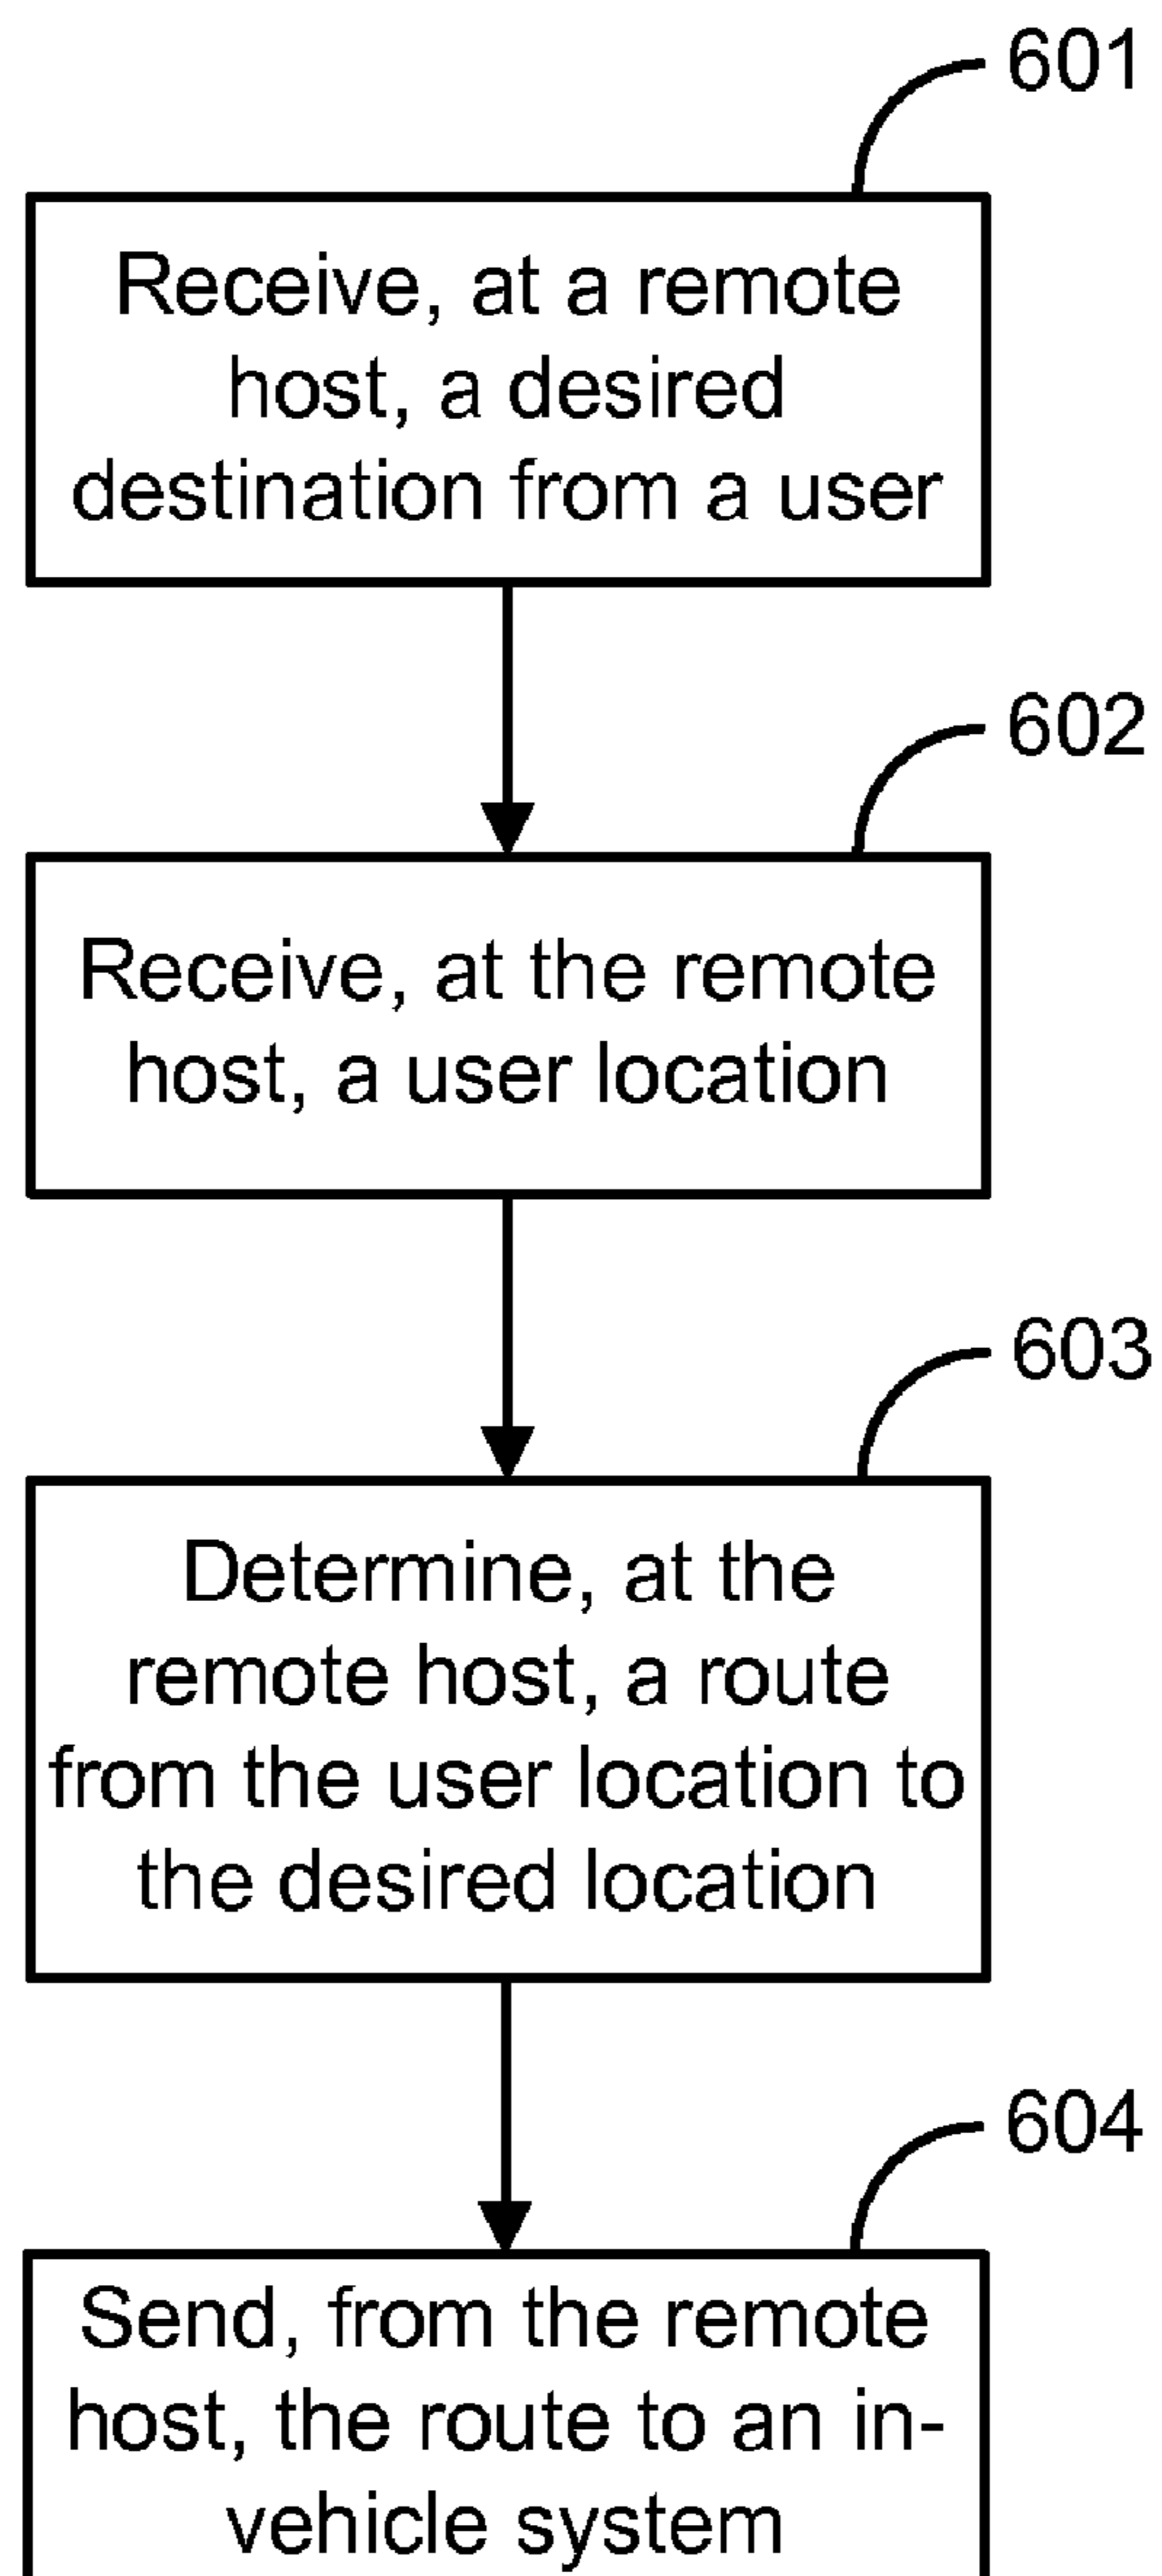 601
Receive, at a remote
host, a desired
destination from a user
602
Receive, at the remote
host, a user location
603
Determine, at the
remote host, a route
from the user location to
the desired location
604
Send, from the remote
host, the route to an in-
vehicle system